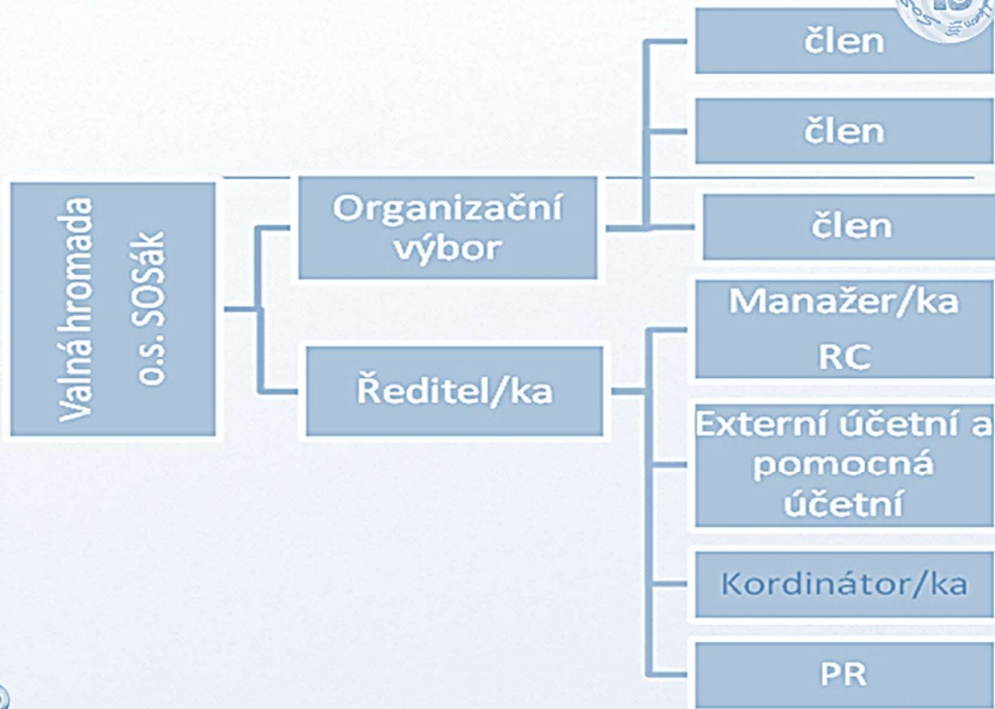 Valná hromada
o.s. SOSák
Organizační
výbor
člen
člen
člen
Ředitel/ka
Manažer/ka
RC
Externí účetní a
pomocná
účetní
Kordinátor/ka
PR